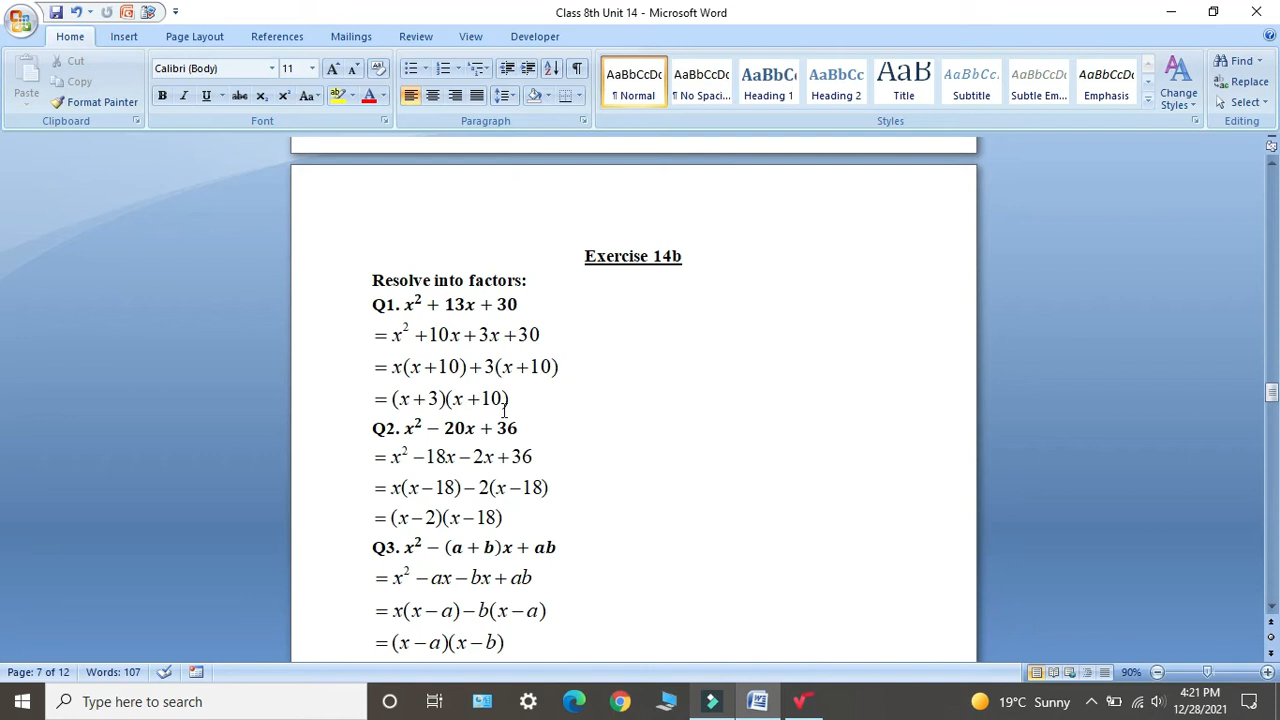 Class 8th Unit 14 - Microsoft Word
Home Insert Page Layout References Mailings Review View Developer
Paste
Cut
Copy
Format Painter
Clipboard
Calibri (Body) 11
Font
Paragraph
AaBbCcDc AaBbCcDc AaBbCc AaBbCc AaB AaBbCc. AaBbCcDc AaBbCcDc
¶ Normal ¶ No Spaci... Heading 1 Heading 2 Title Subtitle Subtle Em... Emphasis
Change Styles
Styles
Find
Replace
Select
Editing
Exercise 14b
Resolve into factors:
Q1. x² + 13x + 30
= x² + 10x + 3x + 30
= x(x + 10) + 3(x + 10)
= (x + 3)(x + 10)
Q2. x² − 20x + 36
= x² − 18x − 2x + 36
= x(x − 18) − 2(x − 18)
= (x − 2)(x − 18)
Q3. x² − (a + b)x + ab
= x² − ax − bx + ab
= x(x − a) − b(x − a)
= (x − a)(x − b)
Page: 7 of 12 Words: 107 90%
Type here to search
19°C Sunny
4:21 PM
12/28/2021